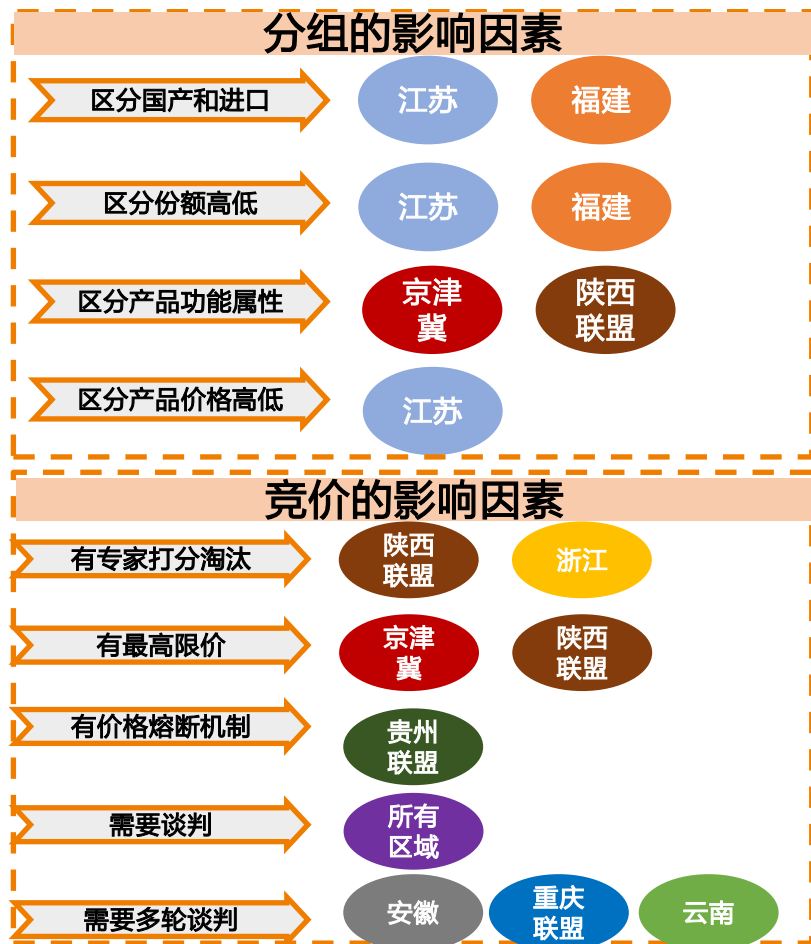 分组的影响因素
区分国产和进口
江苏
福建
区分份额高低
江苏
福建
区分产品功能属性
京津
冀
陕西
联盟
区分产品价格高低
江苏
竞价的影响因素
有专家打分淘汰
陕西
联盟
浙江
有最高限价
京津
冀
陕西
联盟
有价格熔断机制
贵州
联盟
需要谈判
所有
区域
需要多轮谈判
安徽
重庆
联盟
云南